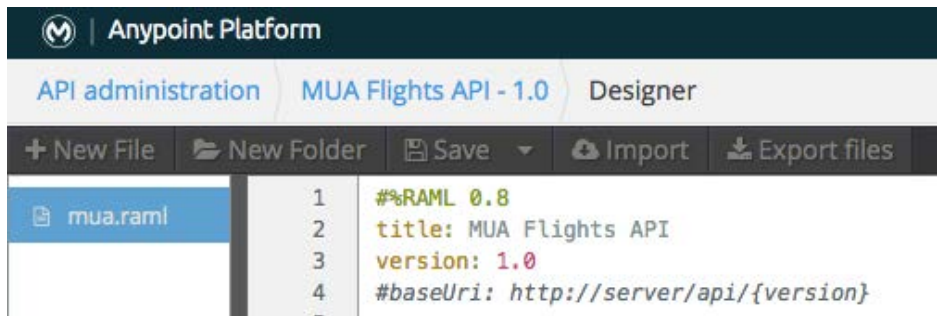 Anypoint Platform
API administration MUA Flights API - 1.0 Designer
+ New File New Folder Save Import Export files
mua.raml
1 #%RAML 0.8
2 title: MUA Flights API
3 version: 1.0
4 #baseUri: http://server/api/{version}